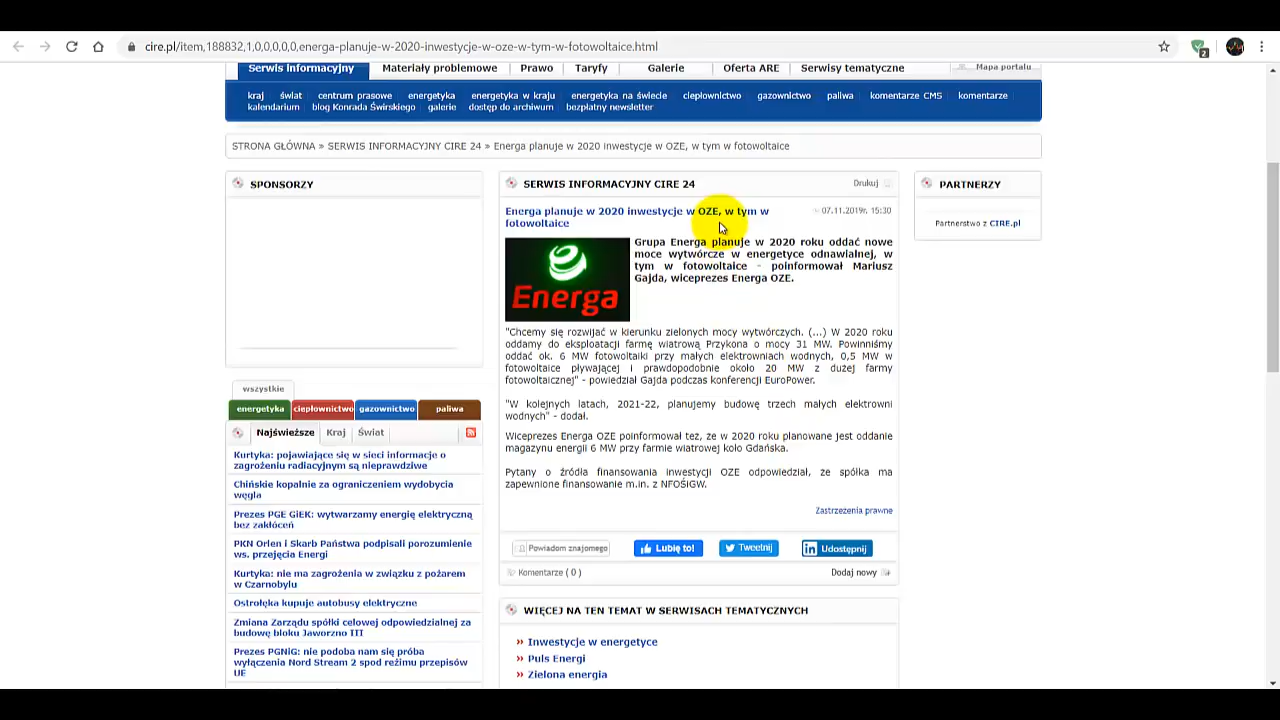 cire.pl/item,188832,1,0,0,0,0,0,energa-planuje-w-2020-inwestycje-w-oze-w-tym-w-fotowoltaice.html
2
Serwis informacyjny
Materiały problemowe
Prawo
Taryfy
Galerie
Oferta ARE
Serwisy tematyczne
Mapa portalu
kraj świat centrum prasowe energetyka energetyka w kraju energetyka na świecie ciepłownictwo gazownictwo paliwa komentarze CMS komentarze
kalendarium blog Konrada Świrskiego galerie dostęp do archiwum bezpłatny newsletter
STRONA GŁÓWNA » SERWIS INFORMACYJNY CIRE 24 » Energa planuje w 2020 inwestycje w OZE, w tym w fotowoltaice
SPONSORZY
wszystkie
energetyka ciepłownictwo gazownictwo paliwa
Najświeższe Kraj Świat
Kurtyka: pojawiające się w sieci informacje o
zagrożeniu radiacyjnym są nieprawdziwe
Chińskie kopalnie za ograniczeniem wydobycia
węgla
Prezes PGE GiEK: wytwarzamy energię elektryczną
bez zakłóceń
PKN Orlen i Skarb Państwa podpisali porozumienie
ws. przejęcia Energi
Kurtyka: nie ma zagrożenia w związku z pożarem
w Czarnobylu
Ostrołęka kupuje autobusy elektryczne
Zmiana Zarządu spółki celowej odpowiedzialnej za
budowę bloku Jaworzno III
Prezes PGNiG: nie podoba nam się próba
wyłączenia Nord Stream 2 spod reżimu przepisów
UE
SERWIS INFORMACYJNY CIRE 24
Drukuj
Energa planuje w 2020 inwestycje w OZE, w tym w
fotowoltaice
07.11.2019r. 15:30
Energa
Grupa Energa planuje w 2020 roku oddać nowe
moce wytwórcze w energetyce odnawialnej, w
tym w fotowoltaice - poinformował Mariusz
Gajda, wiceprezes Energa OZE.
"Chcemy się rozwijać w kierunku zielonych mocy wytwórczych. (...) W 2020 roku
oddamy do eksploatacji farmę wiatrową Przykona o mocy 31 MW. Powinniśmy
oddać ok. 6 MW fotowoltaiki przy małych elektrowniach wodnych, 0,5 MW w
fotowoltaice pływającej i prawdopodobnie około 20 MW z dużej farmy
fotowoltaicznej" - powiedział Gajda podczas konferencji EuroPower.
"W kolejnych latach, 2021-22, planujemy budowę trzech małych elektrowni
wodnych" - dodał.
Wiceprezes Energa OZE poinformował też, że w 2020 roku planowane jest oddanie
magazynu energii 6 MW przy farmie wiatrowej koło Gdańska.
Pytany o źródła finansowania inwestycji OZE odpowiedział, że spółka ma
zapewnione finansowanie m.in. z NFOŚiGW.
Zastrzeżenia prawne
Powiadom znajomego
Lubię to!
Tweetnij
in Udostępnij
Komentarze ( 0 )
Dodaj nowy
WIĘCEJ NA TEN TEMAT W SERWISACH TEMATYCZNYCH
Inwestycje w energetyce
Puls Energi
Zielona energia
PARTNERZY
Partnerstwo z CIRE.pl